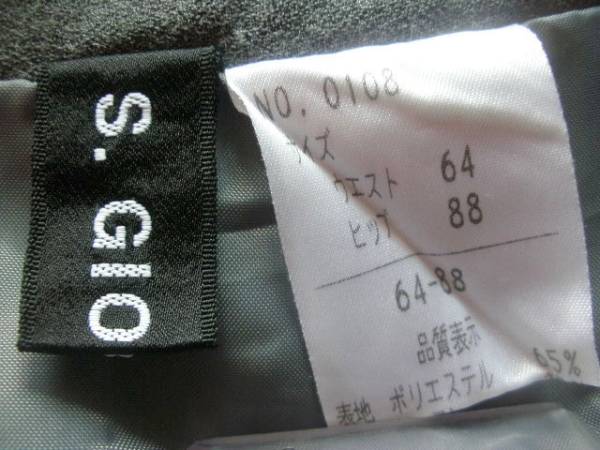 S. GIO
NO. 0108
サイズ
ウエスト 64
ヒップ 88
64-88
品質表示
表地 ポリエステル 65%